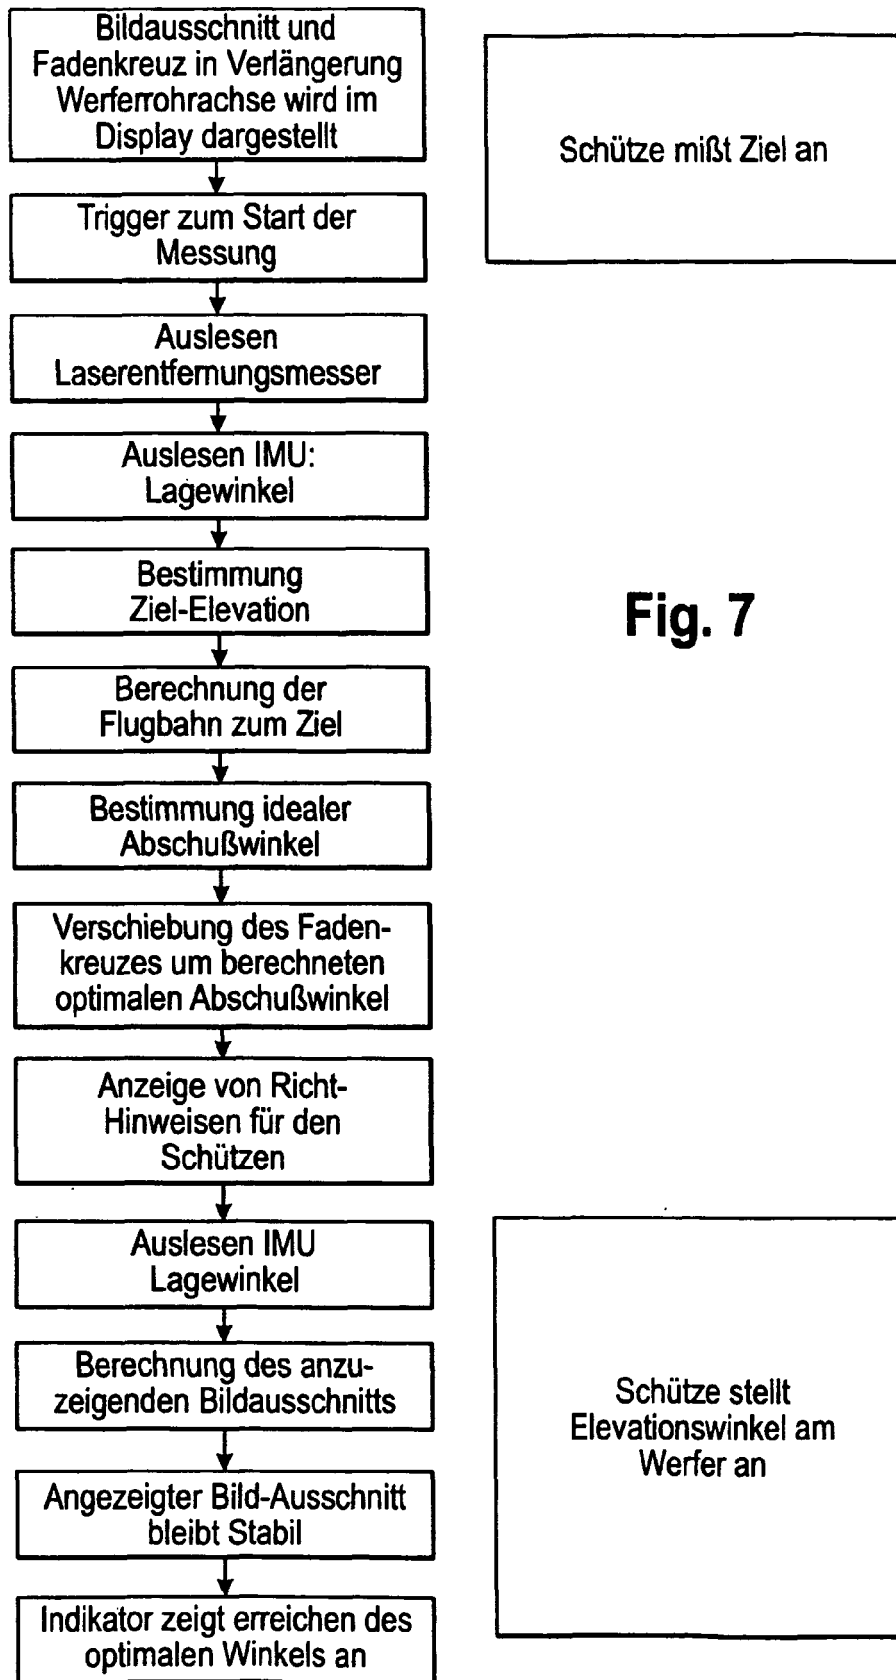 Bildausschnitt und
Fadenkreuz in Verlängerung
Werferrohrachse wird im
Display dargestellt
Schütze mißt Ziel an
Trigger zum Start der
Messung
Auslesen
Laserentfernungsmesser
Auslesen IMU:
Lagewinkel
Bestimmung
Ziel-Elevation
Fig. 7
Berechnung der
Flugbahn zum Ziel
Bestimmung idealer
Abschußwinkel
Verschiebung des Faden-
kreuzes um berechneten
optimalen Abschußwinkel
Anzeige von Richt-
Hinweisen für den
Schützen
Auslesen IMU
Lagewinkel
Berechnung des anzu-
zeigenden Bildausschnitts
Schütze stellt
Elevationswinkel am
Werfer an
Angezeigter Bild-Ausschnitt
bleibt Stabil
Indikator zeigt erreichen des
optimalen Winkels an